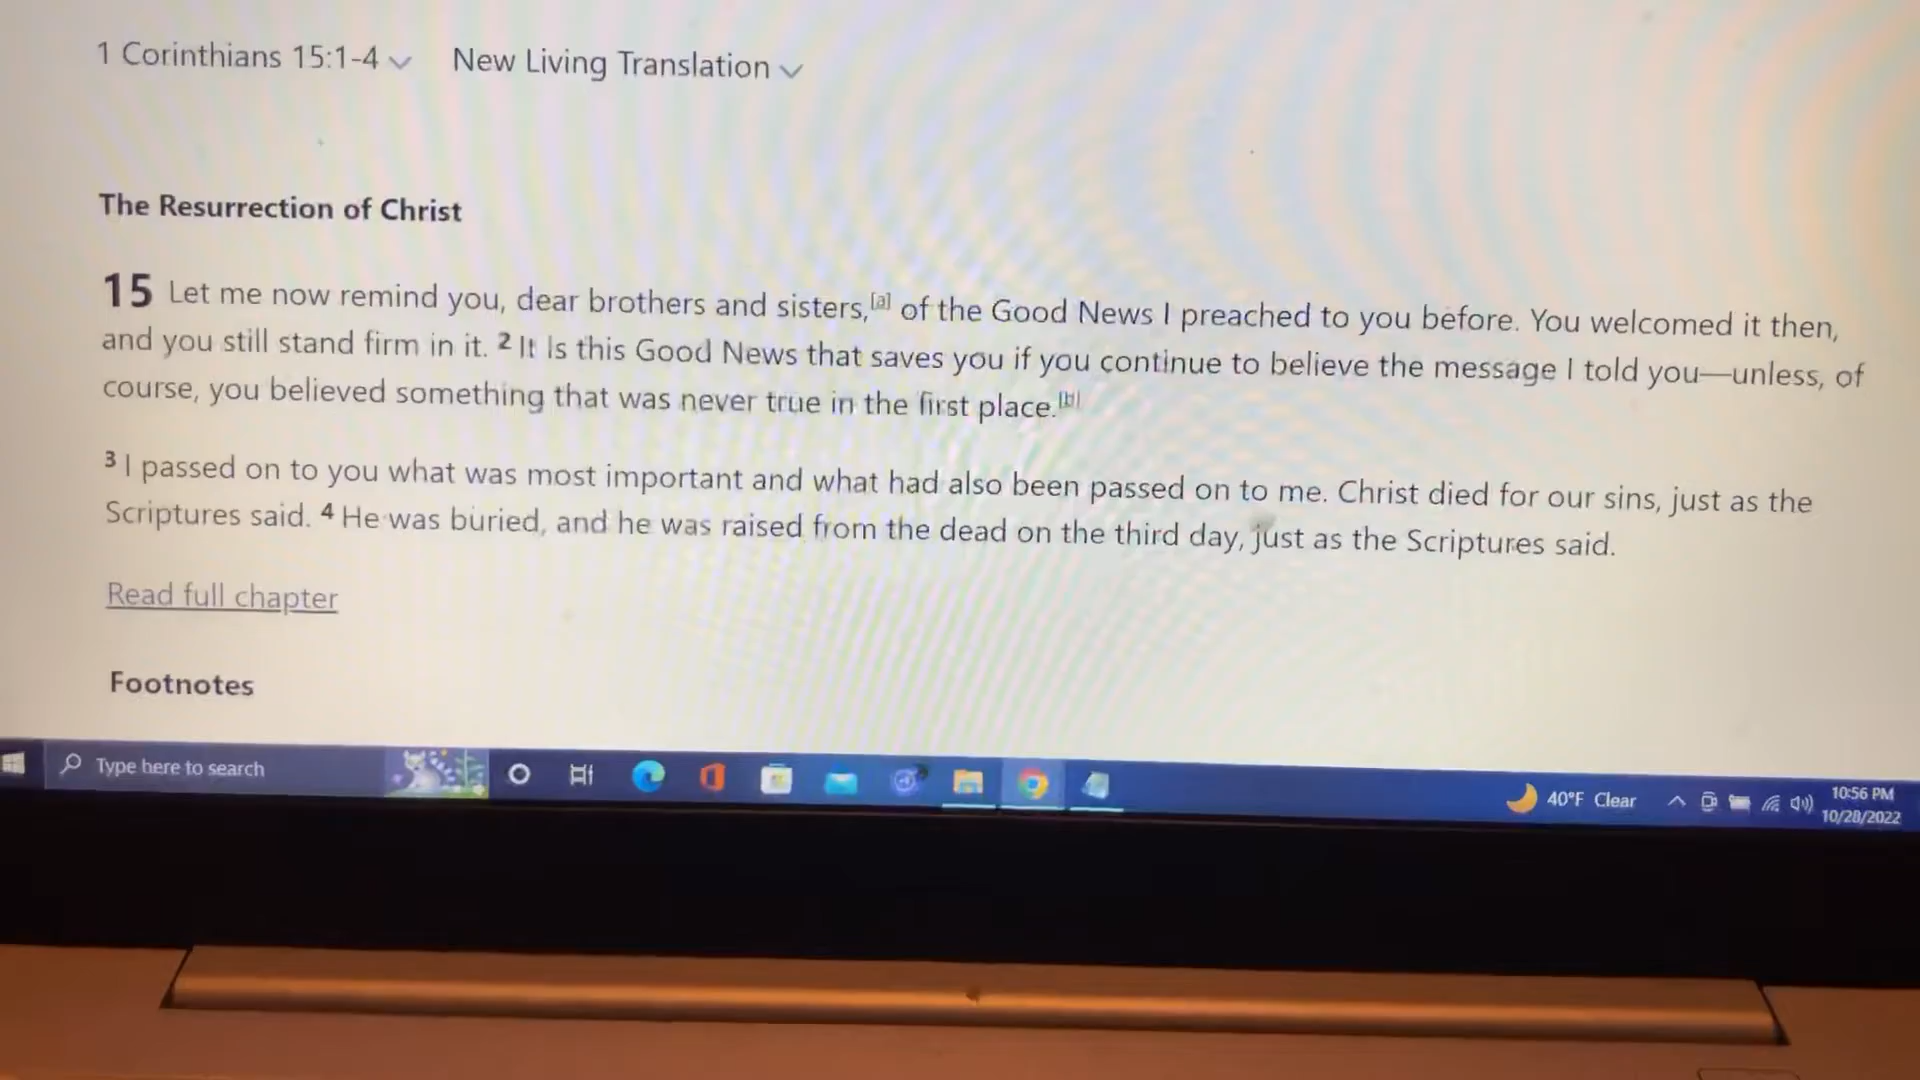 1 Corinthians 15:1-4 New Living Translation
The Resurrection of Christ
15 Let me now remind you, dear brothers and sisters,[a] of the Good News I preached to you before. You welcomed it then,
and you still stand firm in it. 2 It is this Good News that saves you if you continue to believe the message I told you—unless, of
course, you believed something that was never true in the first place.[b]
3 I passed on to you what was most important and what had also been passed on to me. Christ died for our sins, just as the
Scriptures said. 4 He was buried, and he was raised from the dead on the third day, just as the Scriptures said.
Read full chapter
Footnotes
Type here to search
40°F Clear
10:56 PM
10/28/2022